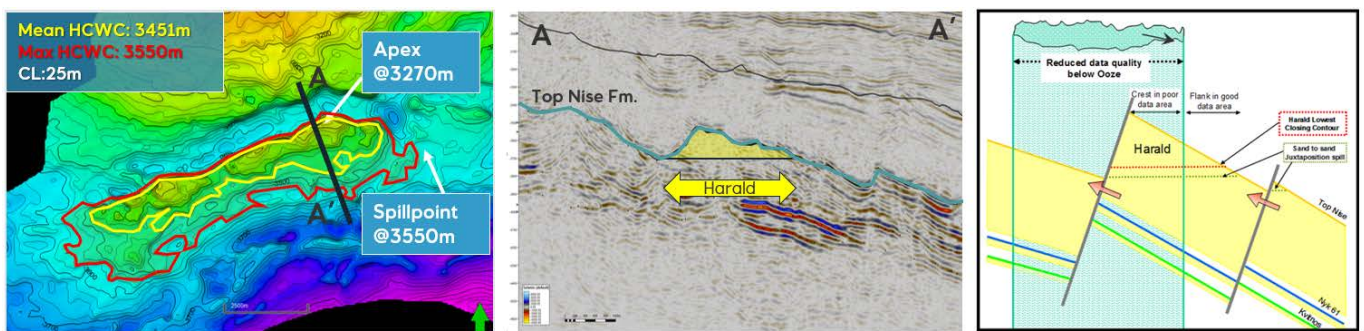 Mean HCWC: 3451m
Max HCWC: 3550m
CL:25m
Apex
@3270m
A
A'
Spillpoint
@3550m
A
A'
Top Nise Fm.
Harald
Reduced data quality
below Ooze
Crest in poor
data area
Flank in good
data area
Harald Lowest
Closing Contour
Harald
Sand to sand
Juxtaposition spill
Top Nise
Nyk 61
Kvitnos